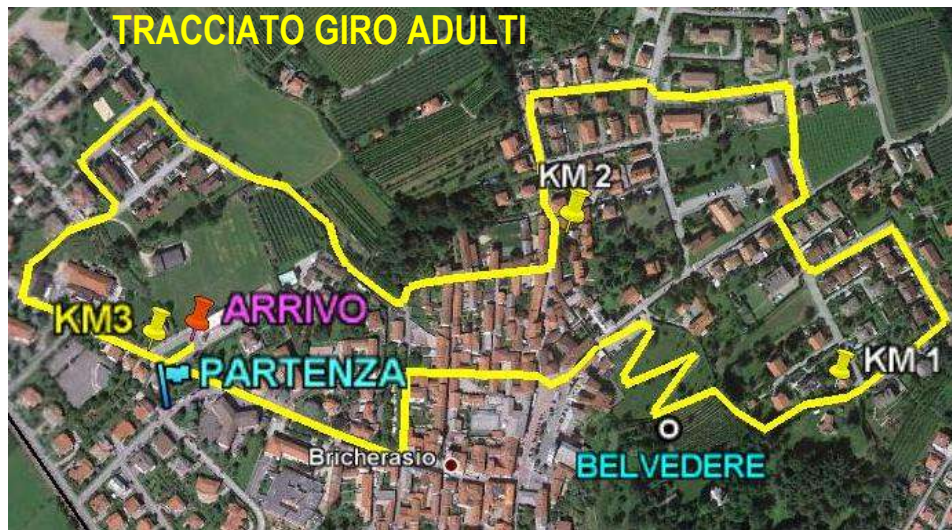 TRACCIATO GIRO ADULTI
KM 2
KM3
ARRIVO
KM 1
PARTENZA
Bricherasio
BELVEDERE